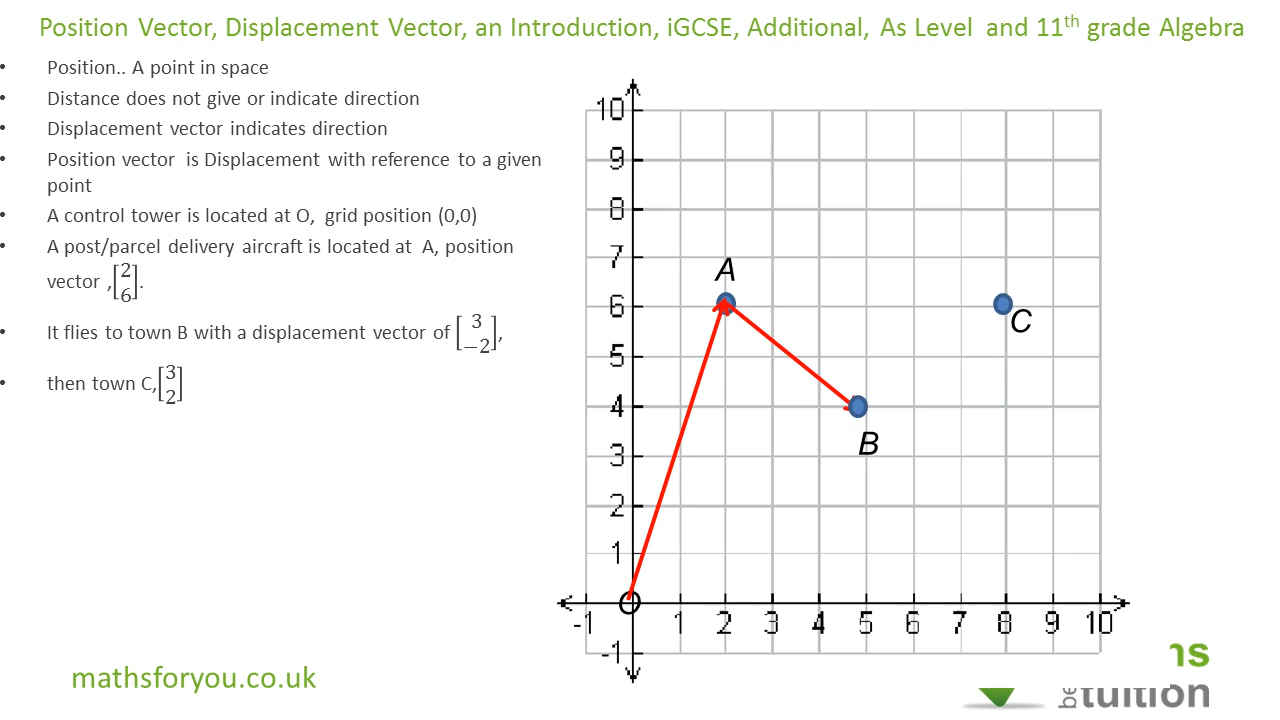 Position Vector, Displacement Vector, an Introduction, iGCSE, Additional, As Level and 11th grade Algebra
• Position.. A point in space
• Distance does not give or indicate direction
• Displacement vector indicates direction
• Position vector is Displacement with reference to a given
point
• A control tower is located at O, grid position (0,0)
• A post/parcel delivery aircraft is located at A, position
vector ,[2 6].
• It flies to town B with a displacement vector of [3 −2],
• then town C,[3 2]
10
9
8
7
A
6
C
5
4
B
3
2
1
O
-1 1 2 3 4 5 6 7 8 9 10
-1
mathsforyou.co.uk
be tuition